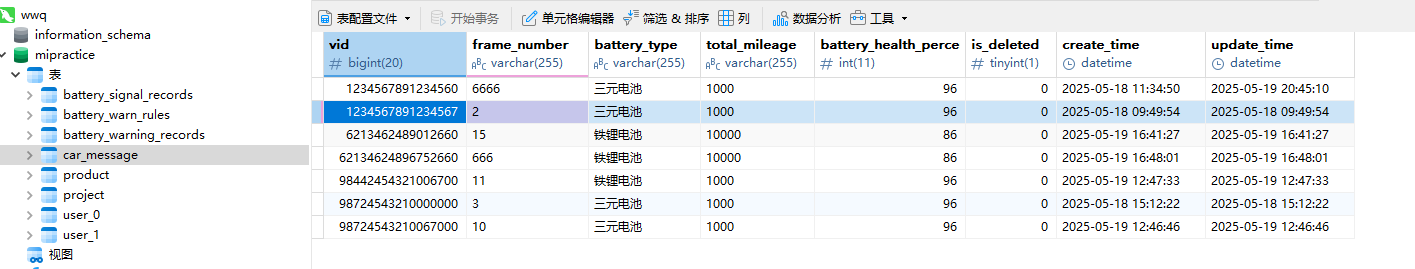 wwq
information_schema
mipractice
表
battery_signal_records
battery_warn_rules
battery_warning_records
car_message
product
project
user_0
user_1
视图
表配置文件 开始事务 单元格编辑器 筛选 & 排序 列 数据分析 工具
vid frame_number battery_type total_mileage battery_health_perce is_deleted create_time update_time
# bigint(20) ABC varchar(255) ABC varchar(255) ABC varchar(255) # int(11) # tinyint(1) datetime datetime
1234567891234560 6666 三元电池 1000 96 0 2025-05-18 11:34:50 2025-05-19 20:45:10
1234567891234567 2 三元电池 1000 96 0 2025-05-18 09:49:54 2025-05-18 09:49:54
6213462489012660 15 铁锂电池 10000 86 0 2025-05-19 16:41:27 2025-05-19 16:41:27
62134624896752660 666 铁锂电池 10000 86 0 2025-05-19 16:48:01 2025-05-19 16:48:01
98442454321006700 11 铁锂电池 1000 96 0 2025-05-19 12:47:33 2025-05-19 12:47:33
98724543210000000 3 三元电池 1000 96 0 2025-05-18 15:12:22 2025-05-18 15:12:22
98724543210067000 10 三元电池 1000 96 0 2025-05-19 12:46:46 2025-05-19 12:46:46